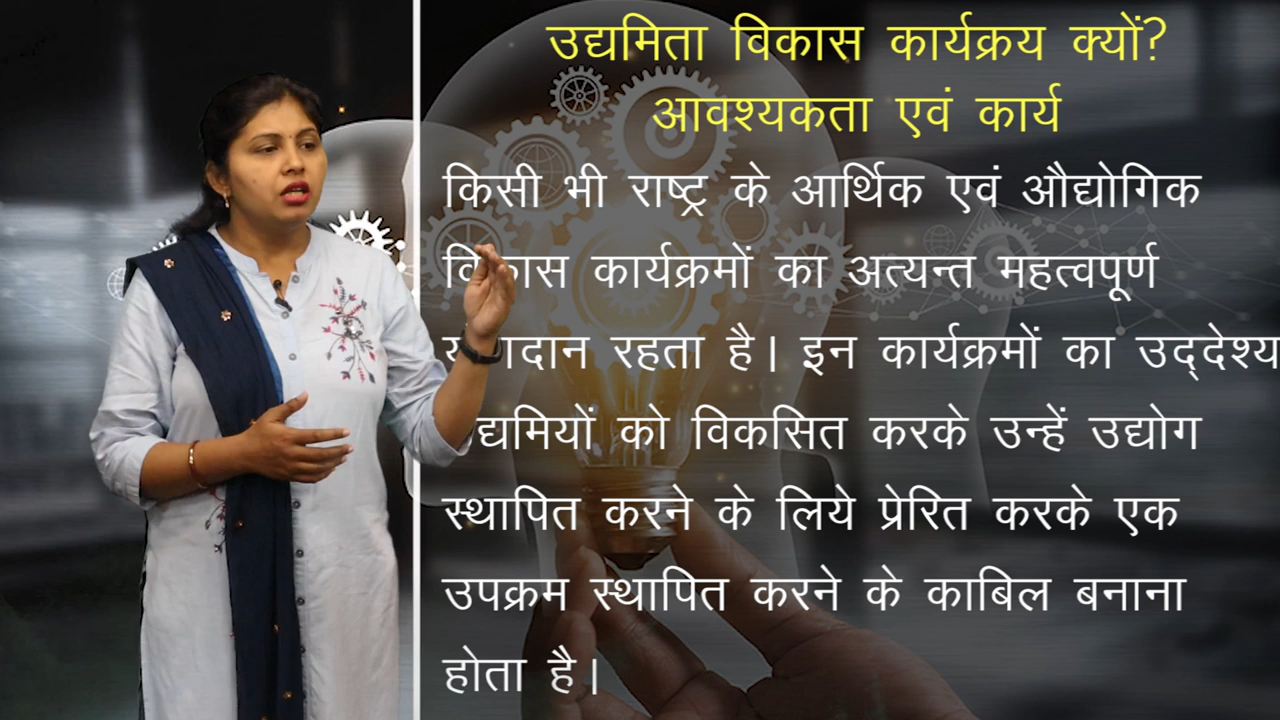 उद्यमिता विकास कार्यक्रय क्यों?
आवश्यकता एवं कार्य
किसी भी राष्ट्र के आर्थिक एवं औद्योगिक
विकास कार्यक्रमों का अत्यन्त महत्वपूर्ण
रहता है। इन कार्यक्रमों का उद्देश्य
को विकसित करके उन्हें उद्योग
स्थापित करने के लिये प्रेरित करके एक
उपक्रम स्थापित करने के काबिल बनाना
होता है।